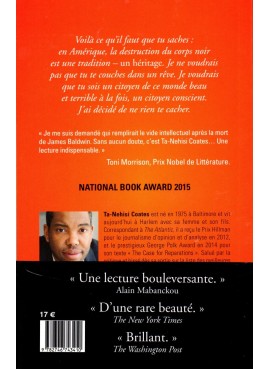 Voilà ce qu'il faut que tu saches :
en Amérique, la destruction du corps noir
est une tradition – un héritage. Je ne voudrais
pas que tu te couches dans un rêve. Je voudrais
que tu sois un citoyen de ce monde beau
et terrible à la fois, un citoyen conscient.
J'ai décidé de ne rien te cacher.
« Je me suis demandé qui remplirait le vide intellectuel après la mort
de James Baldwin. Sans aucun doute, c'est Ta-Nehisi Coates... Une
lecture indispensable. »
Toni Morrison, Prix Nobel de Littérature.
NATIONAL BOOK AWARD 2015
Ta-Nehisi Coates est né en 1975 à Baltimore et vit
aujourd'hui à Harlem avec sa femme et son fils.
Correspondant à The Atlantic, il a reçu le Prix Hillman
pour le journalisme d'opinion et d'analyse en 2012,
et le prestigieux George Polk Award en 2014 pour
son texte « The Case for Reparations ». Salué par la
« Une lecture bouleversante. »
Alain Mabanckou
« D'une rare beauté. »
The New York Times
« Brillant. »
The Washington Post
17 €